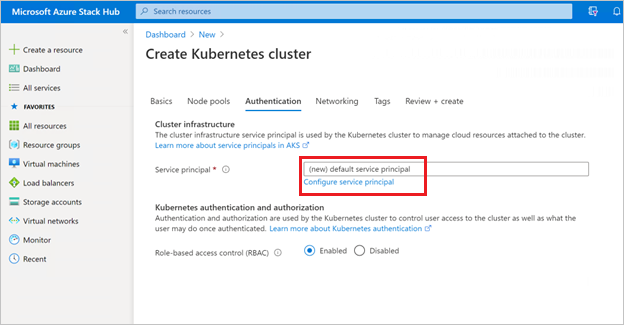 Microsoft Azure Stack Hub
Search resources
Create a resource
Dashboard
All services
FAVORITES
All resources
Resource groups
Virtual machines
Load balancers
Storage accounts
Virtual networks
Monitor
Recent
Dashboard > New >
Create Kubernetes cluster
Basics Node pools Authentication Networking Tags Review + create
Cluster infrastructure
The cluster infrastructure service principal is used by the Kubernetes cluster to manage cloud resources attached to the cluster.
Learn more about service principals in AKS
Service principal *
(new) default service principal
Configure service principal
Kubernetes authentication and authorization
Authentication and authorization are used by the Kubernetes cluster to control user access to the cluster as well as what the
user may do once authenticated. Learn more about Kubernetes authentication
Role-based access control (RBAC) Enabled Disabled